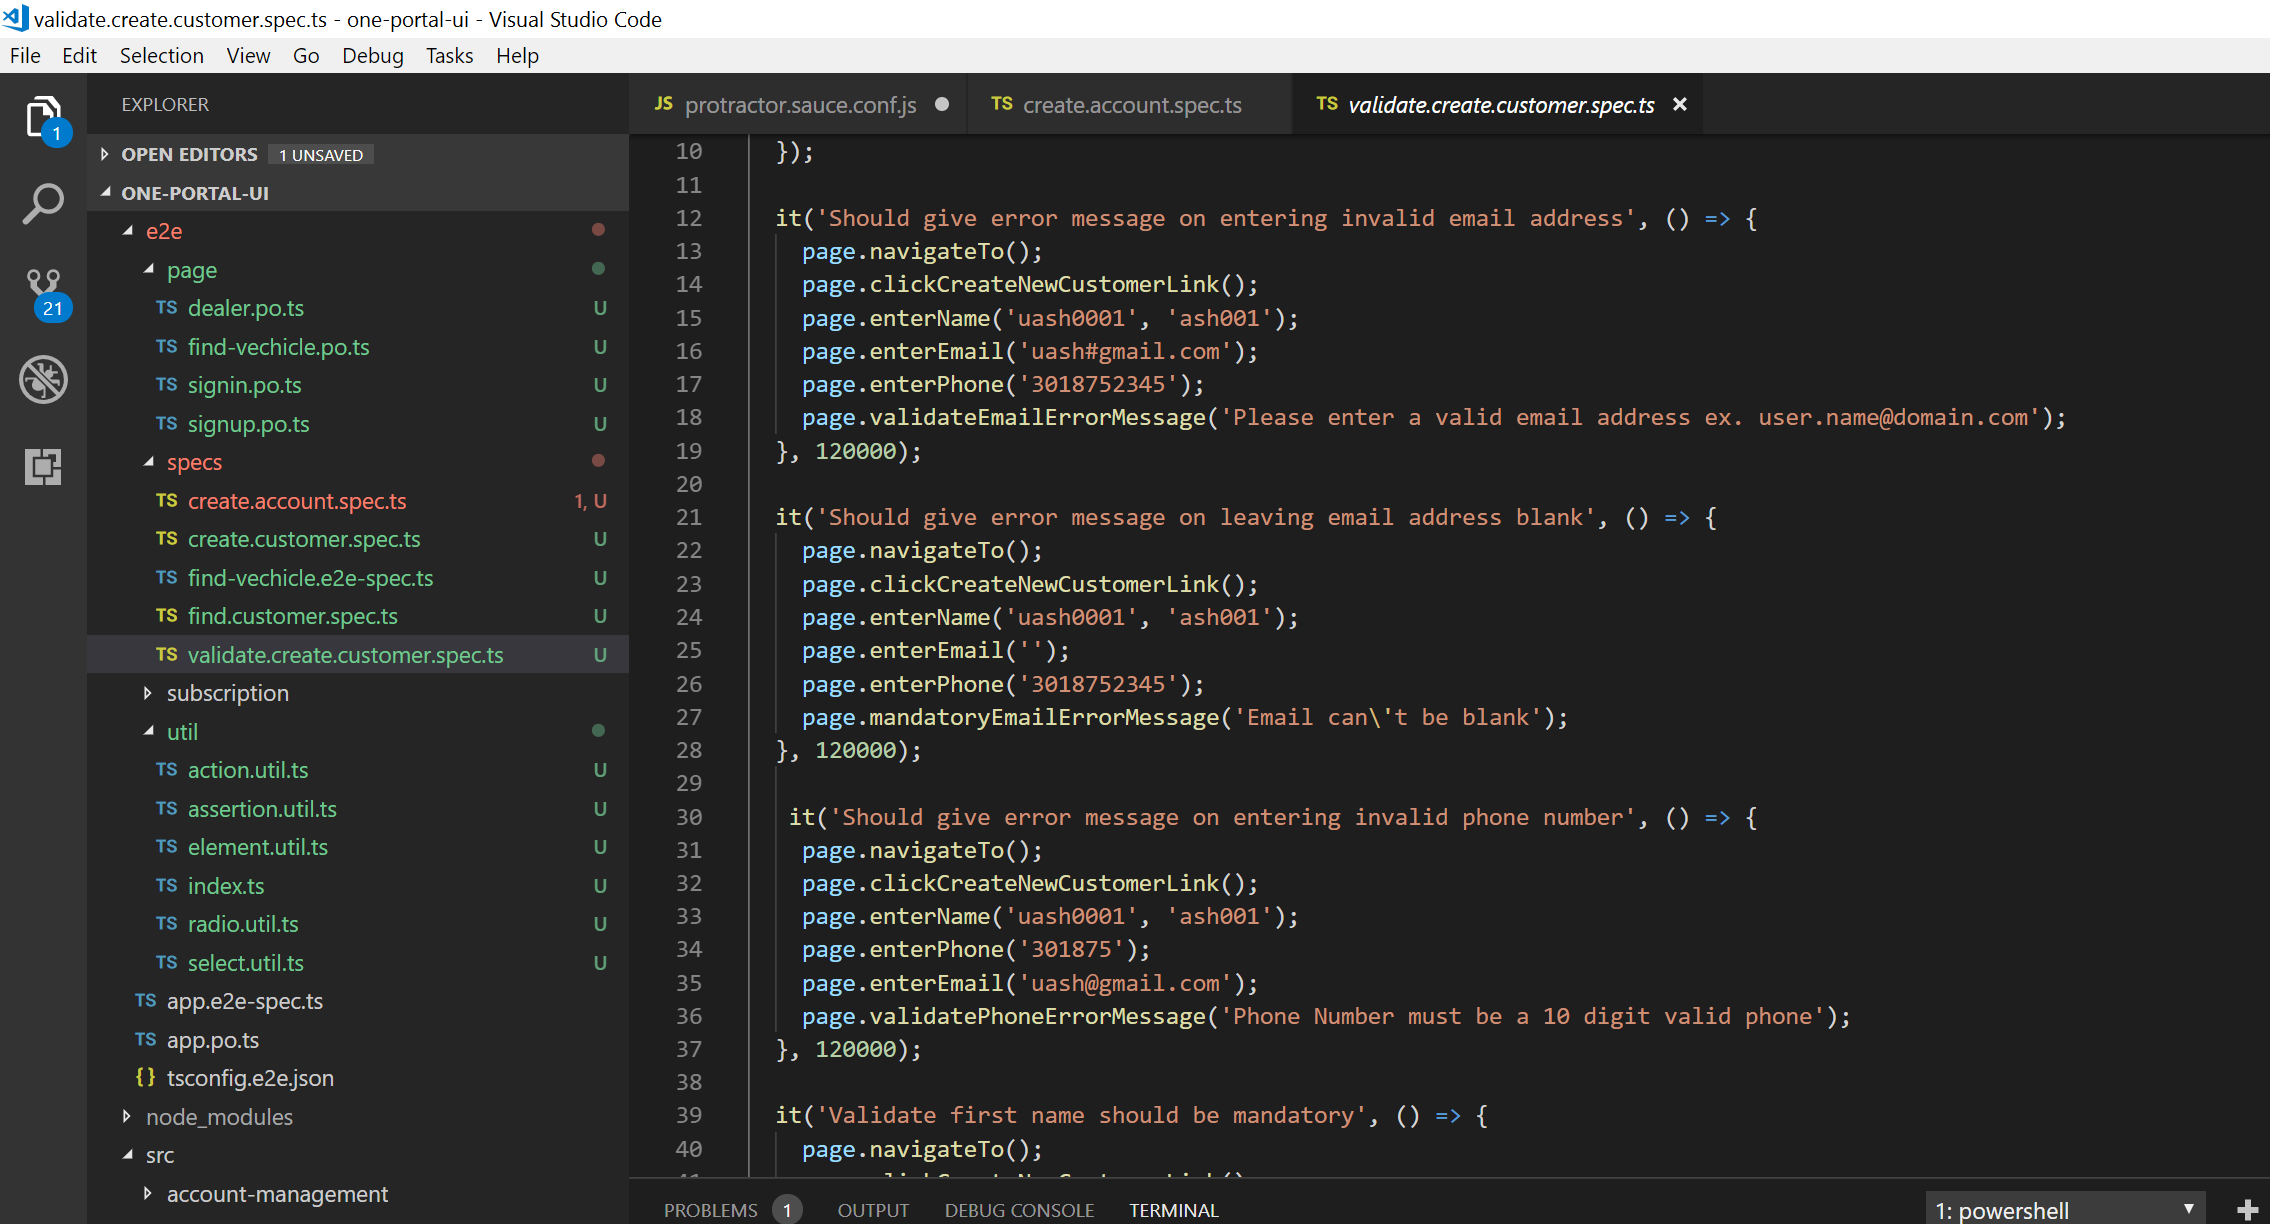 validate.create.customer.spec.ts - one-portal-ui - Visual Studio Code
File Edit Selection View Go Debug Tasks Help
1
21
EXPLORER
OPEN EDITORS 1 UNSAVED
ONE-PORTAL-UI
e2e
page
TS dealer.po.ts U
TS find-vechicle.po.ts U
TS signin.po.ts U
TS signup.po.ts U
specs
TS create.account.spec.ts 1, U
TS create.customer.spec.ts U
TS find-vechicle.e2e-spec.ts U
TS find.customer.spec.ts U
TS validate.create.customer.spec.ts U
subscription
util
TS action.util.ts U
TS assertion.util.ts U
TS element.util.ts U
TS index.ts U
TS radio.util.ts U
TS select.util.ts U
TS app.e2e-spec.ts
TS app.po.ts
{} tsconfig.e2e.json
node_modules
src
account-management
JS protractor.sauce.conf.js TS create.account.spec.ts TS validate.create.customer.spec.ts
10 });
11
12 it('Should give error message on entering invalid email address', () => {
13 page.navigateTo();
14 page.clickCreateNewCustomerLink();
15 page.enterName('uash0001', 'ash001');
16 page.enterEmail('uash#gmail.com');
17 page.enterPhone('3018752345');
18 page.validateEmailErrorMessage('Please enter a valid email address ex. user.name@domain.com');
19 }, 120000);
20
21 it('Should give error message on leaving email address blank', () => {
22 page.navigateTo();
23 page.clickCreateNewCustomerLink();
24 page.enterName('uash0001', 'ash001');
25 page.enterEmail('');
26 page.enterPhone('3018752345');
27 page.mandatoryEmailErrorMessage('Email can\'t be blank');
28 }, 120000);
29
30 it('Should give error message on entering invalid phone number', () => {
31 page.navigateTo();
32 page.clickCreateNewCustomerLink();
33 page.enterName('uash0001', 'ash001');
34 page.enterPhone('301875');
35 page.enterEmail('uash@gmail.com');
36 page.validatePhoneErrorMessage('Phone Number must be a 10 digit valid phone');
37 }, 120000);
38
39 it('Validate first name should be mandatory', () => {
40 page.navigateTo();
PROBLEMS 1 OUTPUT DEBUG CONSOLE TERMINAL 1: powershell